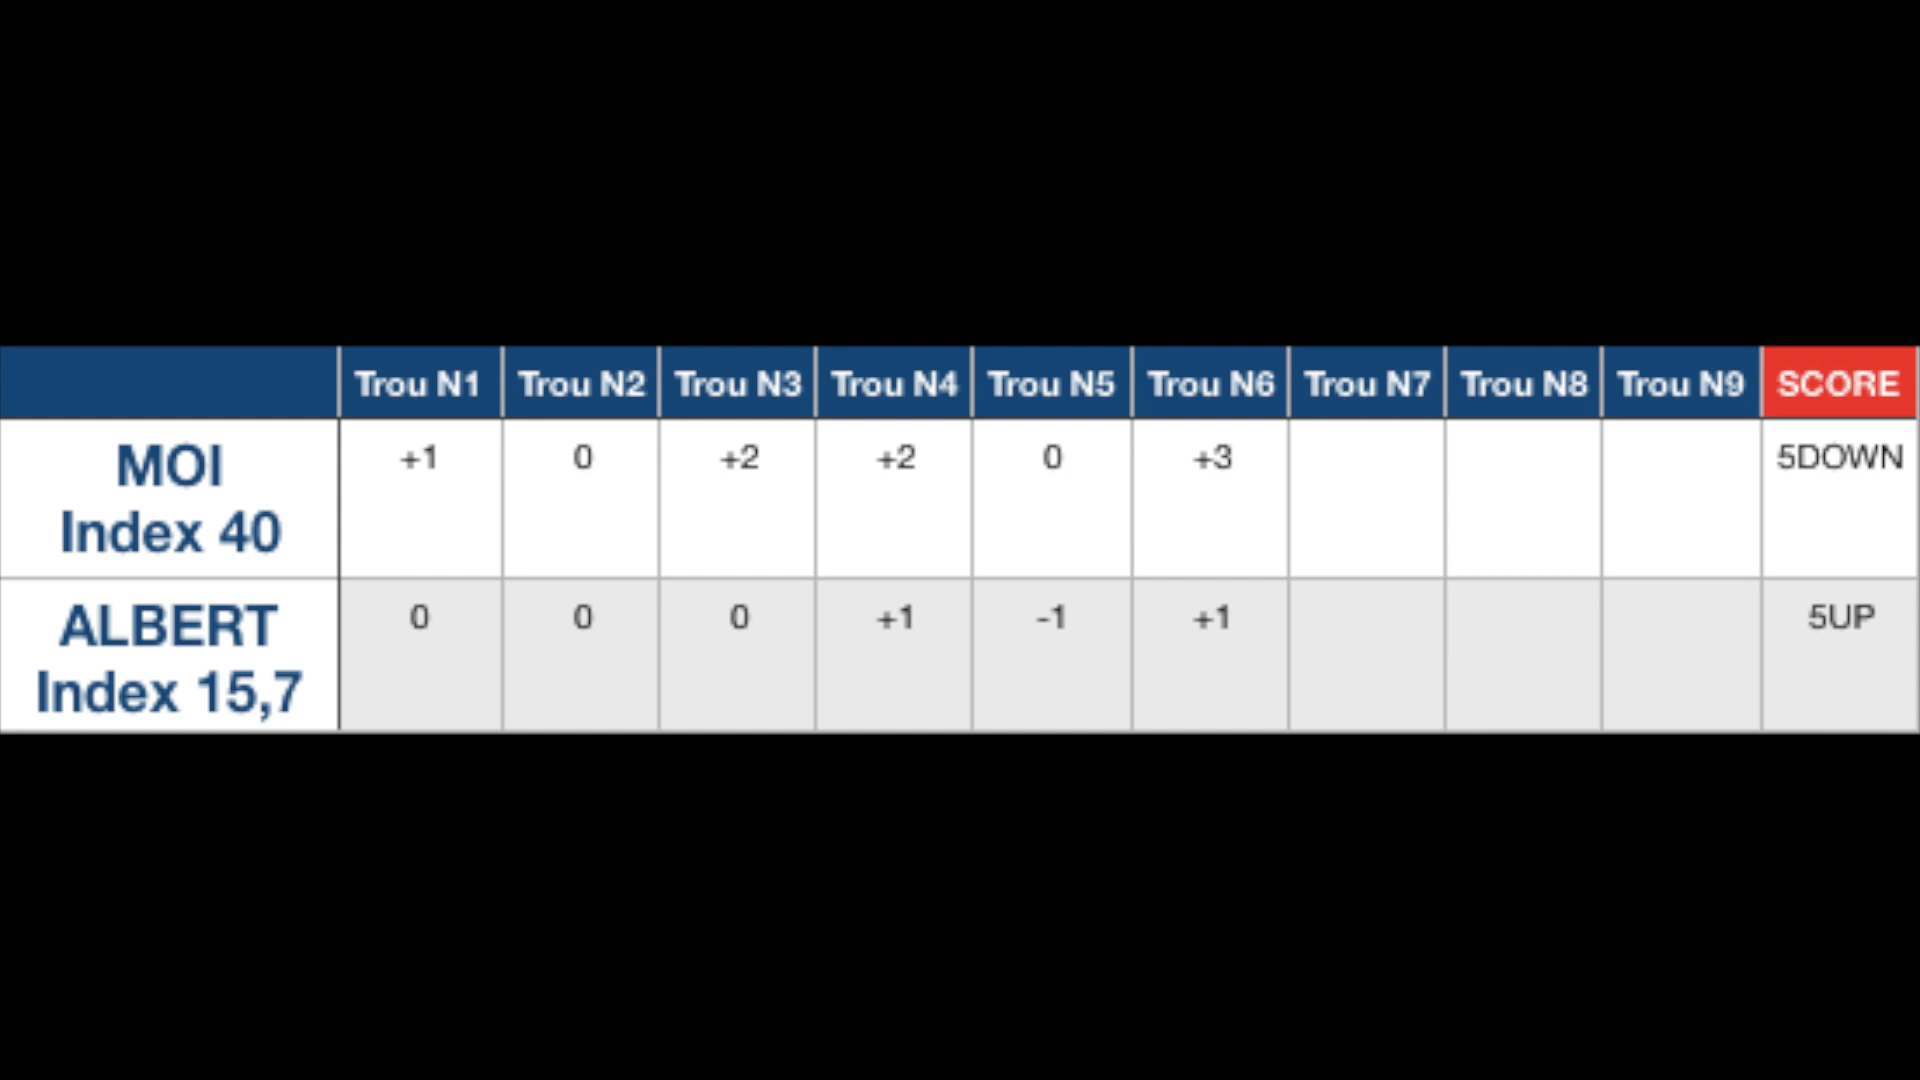 Trou N1 Trou N2 Trou N3 Trou N4 Trou N5 Trou N6 Trou N7 Trou N8 Trou N9 SCORE
MOI +1 0 +2 +2 0 +3 5DOWN
Index 40
ALBERT 0 0 0 +1 -1 +1 5UP
Index 15,7